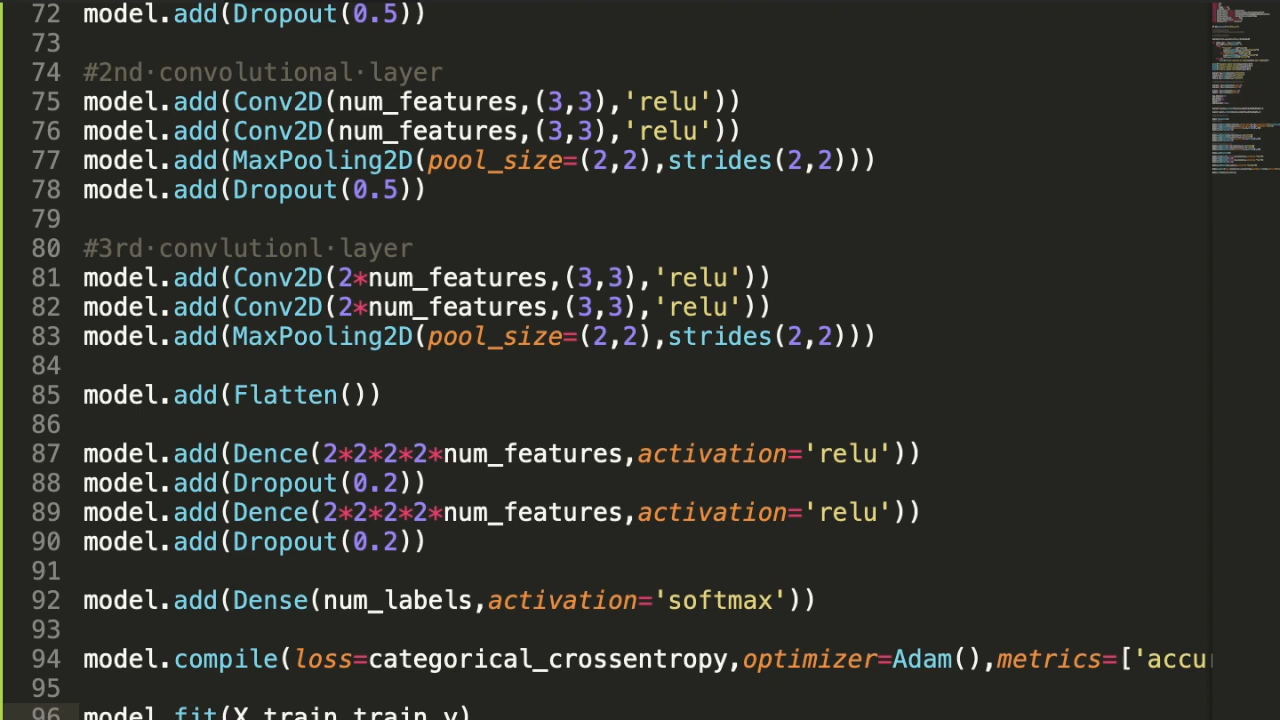 72 model.add(Dropout(0.5))
73
74 #2nd·convolutional·layer
75 model.add(Conv2D(num_features,(3,3),'relu'))
76 model.add(Conv2D(num_features,(3,3),'relu'))
77 model.add(MaxPooling2D(pool_size=(2,2),strides(2,2)))
78 model.add(Dropout(0.5))
79
80 #3rd·convlutionl·layer
81 model.add(Conv2D(2*num_features,(3,3),'relu'))
82 model.add(Conv2D(2*num_features,(3,3),'relu'))
83 model.add(MaxPooling2D(pool_size=(2,2),strides(2,2)))
84
85 model.add(Flatten())
86
87 model.add(Dence(2*2*2*2*num_features,activation='relu'))
88 model.add(Dropout(0.2))
89 model.add(Dence(2*2*2*2*num_features,activation='relu'))
90 model.add(Dropout(0.2))
91
92 model.add(Dense(num_labels,activation='softmax'))
93
94 model.compile(loss=categorical_crossentropy,optimizer=Adam(),metrics=['accur
95
96 model.fit(X_train,train_y)